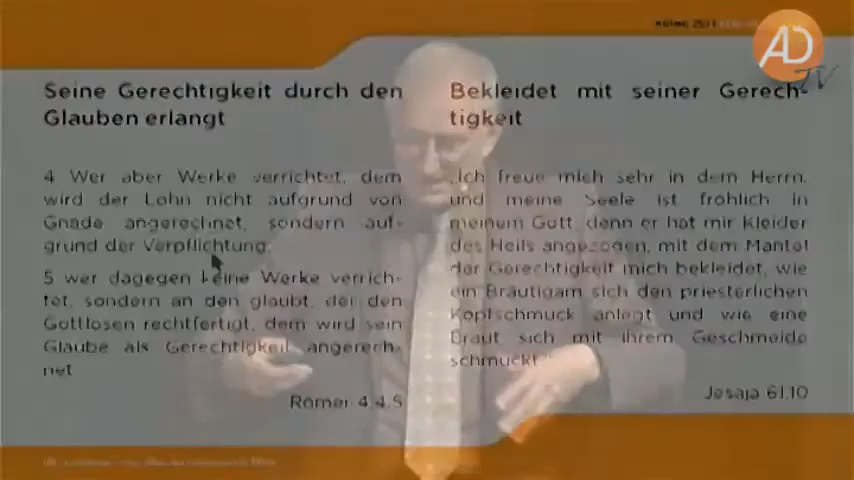 KEINE ZEIT
AD
TV
Seine Gerechtigkeit durch den
Glauben erlangt
4 Wer aber Werke verrichtet, dem
wird der Lohn nicht aufgrund von
Gnade angerechnet, sondern auf-
grund der Verpflichtung;
5 wer dagegen keine Werke verrich-
tet, sondern an den glaubt, der den
Gottlosen rechtfertigt, dem wird sein
Glaube als Gerechtigkeit angerech-
net
Römer 4,4.5
Bekleidet mit seiner Gerech-
tigkeit
„Ich freue mich sehr in dem Herrn,
und meine Seele ist fröhlich in
meinem Gott, denn er hat mir Kleider
des Heils angezogen, mit dem Mantel
der Gerechtigkeit mich bekleidet, wie
ein Bräutigam sich den priesterlichen
Kopfschmuck anlegt und wie eine
Braut sich mit ihrem Geschmeide
schmückt“
Jesaja 61,10